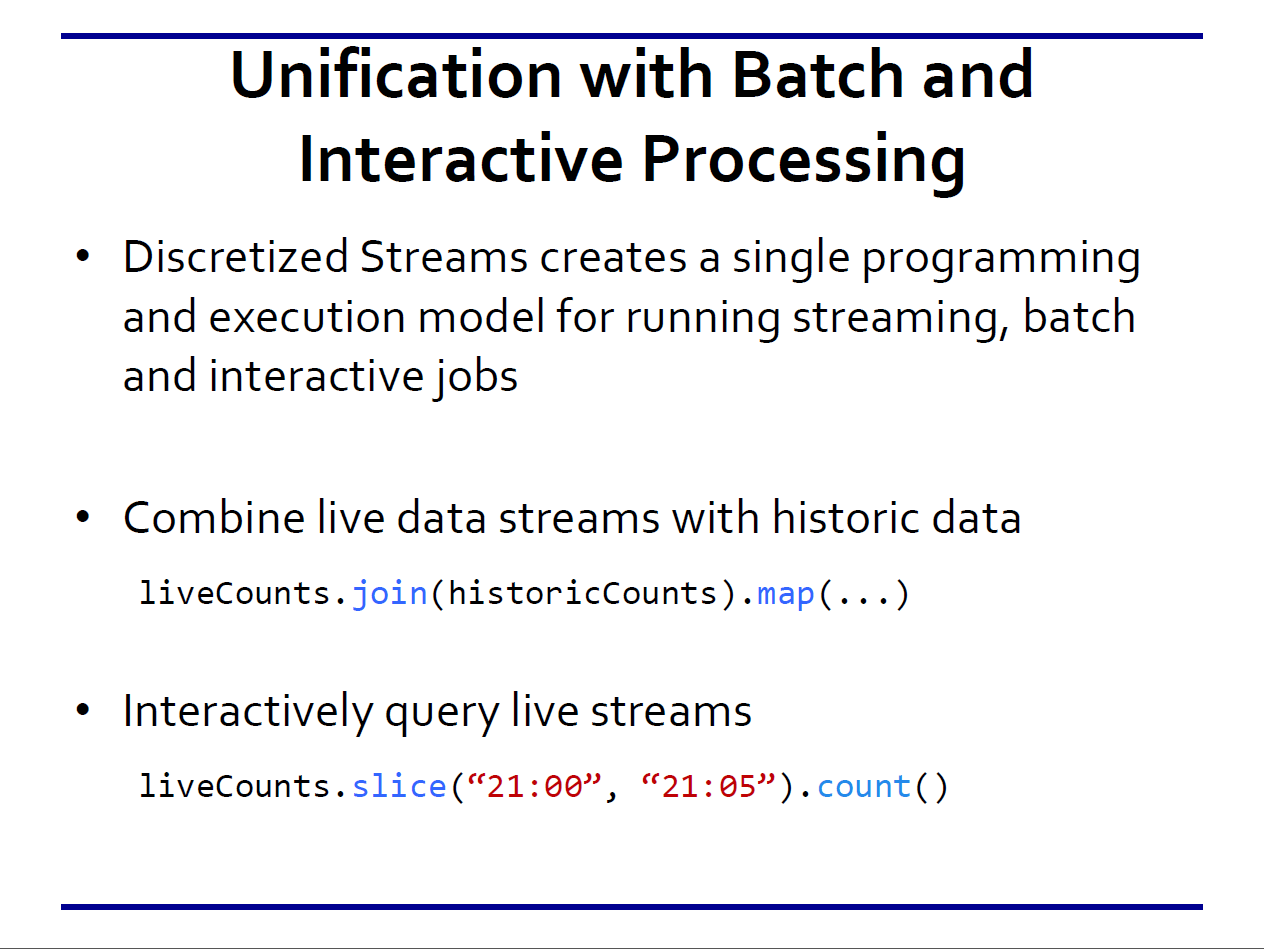 Unification with Batch and
Interactive Processing
• Discretized Streams creates a single programming
and execution model for running streaming, batch
and interactive jobs
• Combine live data streams with historic data
liveCounts.join(historicCounts).map(...)
• Interactively query live streams
liveCounts.slice(“21:00”, “21:05”).count()